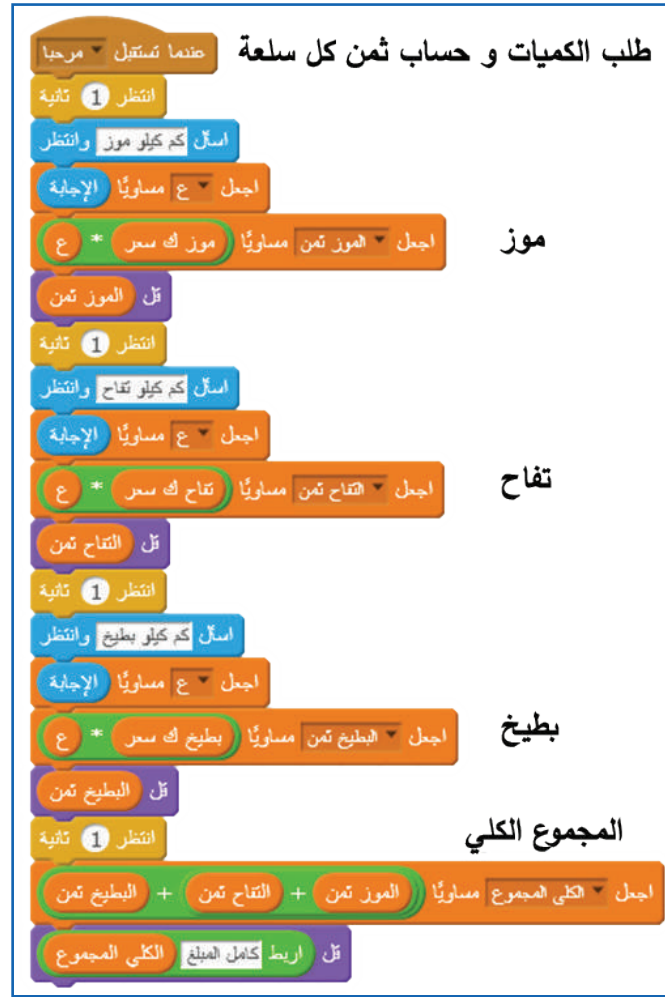 طلب الكميات و حساب ثمن كل سلعة
عندما تستقبل مرحبا
انتظر 1 ثانية
اسأل كم كيلو موز وانتظر
اجعل ع مساويًا الإجابة
موز
اجعل الموز ثمن مساويًا موز ك سعر * ع
قل الموز ثمن
انتظر 1 ثانية
اسأل كم كيلو تفاح وانتظر
اجعل ع مساويًا الإجابة
تفاح
اجعل التفاح ثمن مساويًا تفاح ك سعر * ع
قل التفاح ثمن
انتظر 1 ثانية
اسأل كم كيلو بطيخ وانتظر
اجعل ع مساويًا الإجابة
بطيخ
اجعل البطيخ ثمن مساويًا بطيخ ك سعر * ع
قل البطيخ ثمن
المجموع الكلي
انتظر 1 ثانية
اجعل الكلى المجموع مساويًا الموز ثمن + التفاح ثمن + البطيخ ثمن
قل اربط كامل المبلغ الكلي المجموع